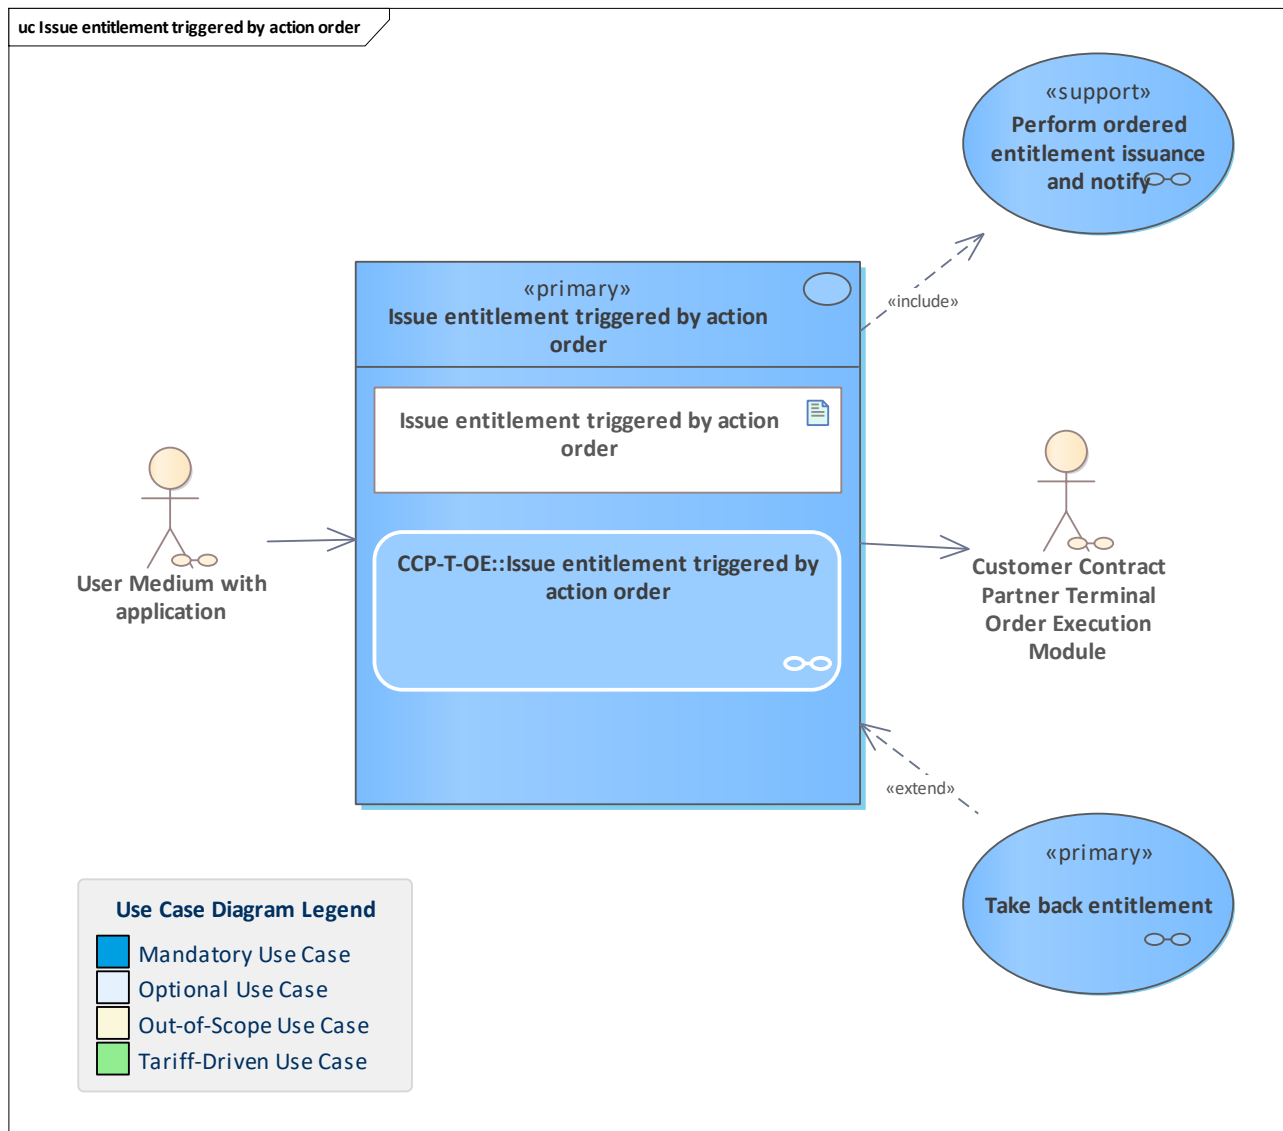 uc Issue entitlement triggered by action order
«support»
Perform ordered
entitlement issuance
and notify
«include»
«primary»
Issue entitlement triggered by action
order
Issue entitlement triggered by action
order
CCP-T-OE::Issue entitlement triggered by
action order
User Medium with
application
Customer Contract
Partner Terminal
Order Execution
Module
«extend»
«primary»
Take back entitlement
Use Case Diagram Legend
Mandatory Use Case
Optional Use Case
Out-of-Scope Use Case
Tariff-Driven Use Case